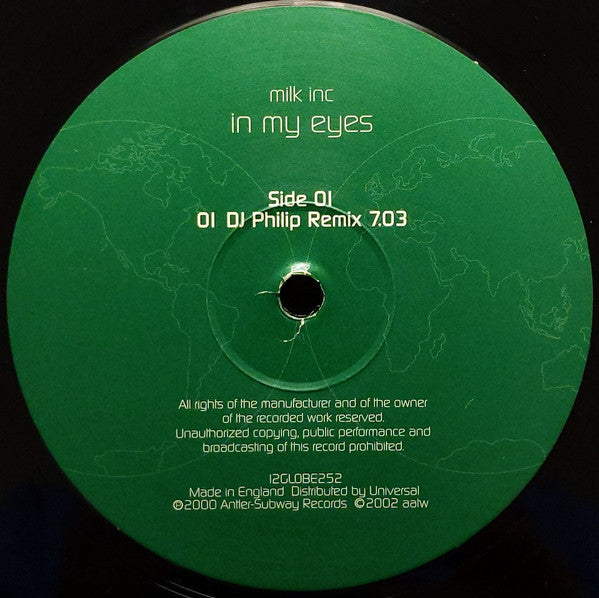 milk inc
in my eyes
Side 01
01 DJ Philip Remix 7.03
All rights of the manufacturer and of the owner
of the recorded work reserved.
Unauthorized copying, public performance and
broadcasting of this record prohibited.
12GLOBE252
Made in England Distributed by Universal
℗2000 Antler-Subway Records ©2002 aatw